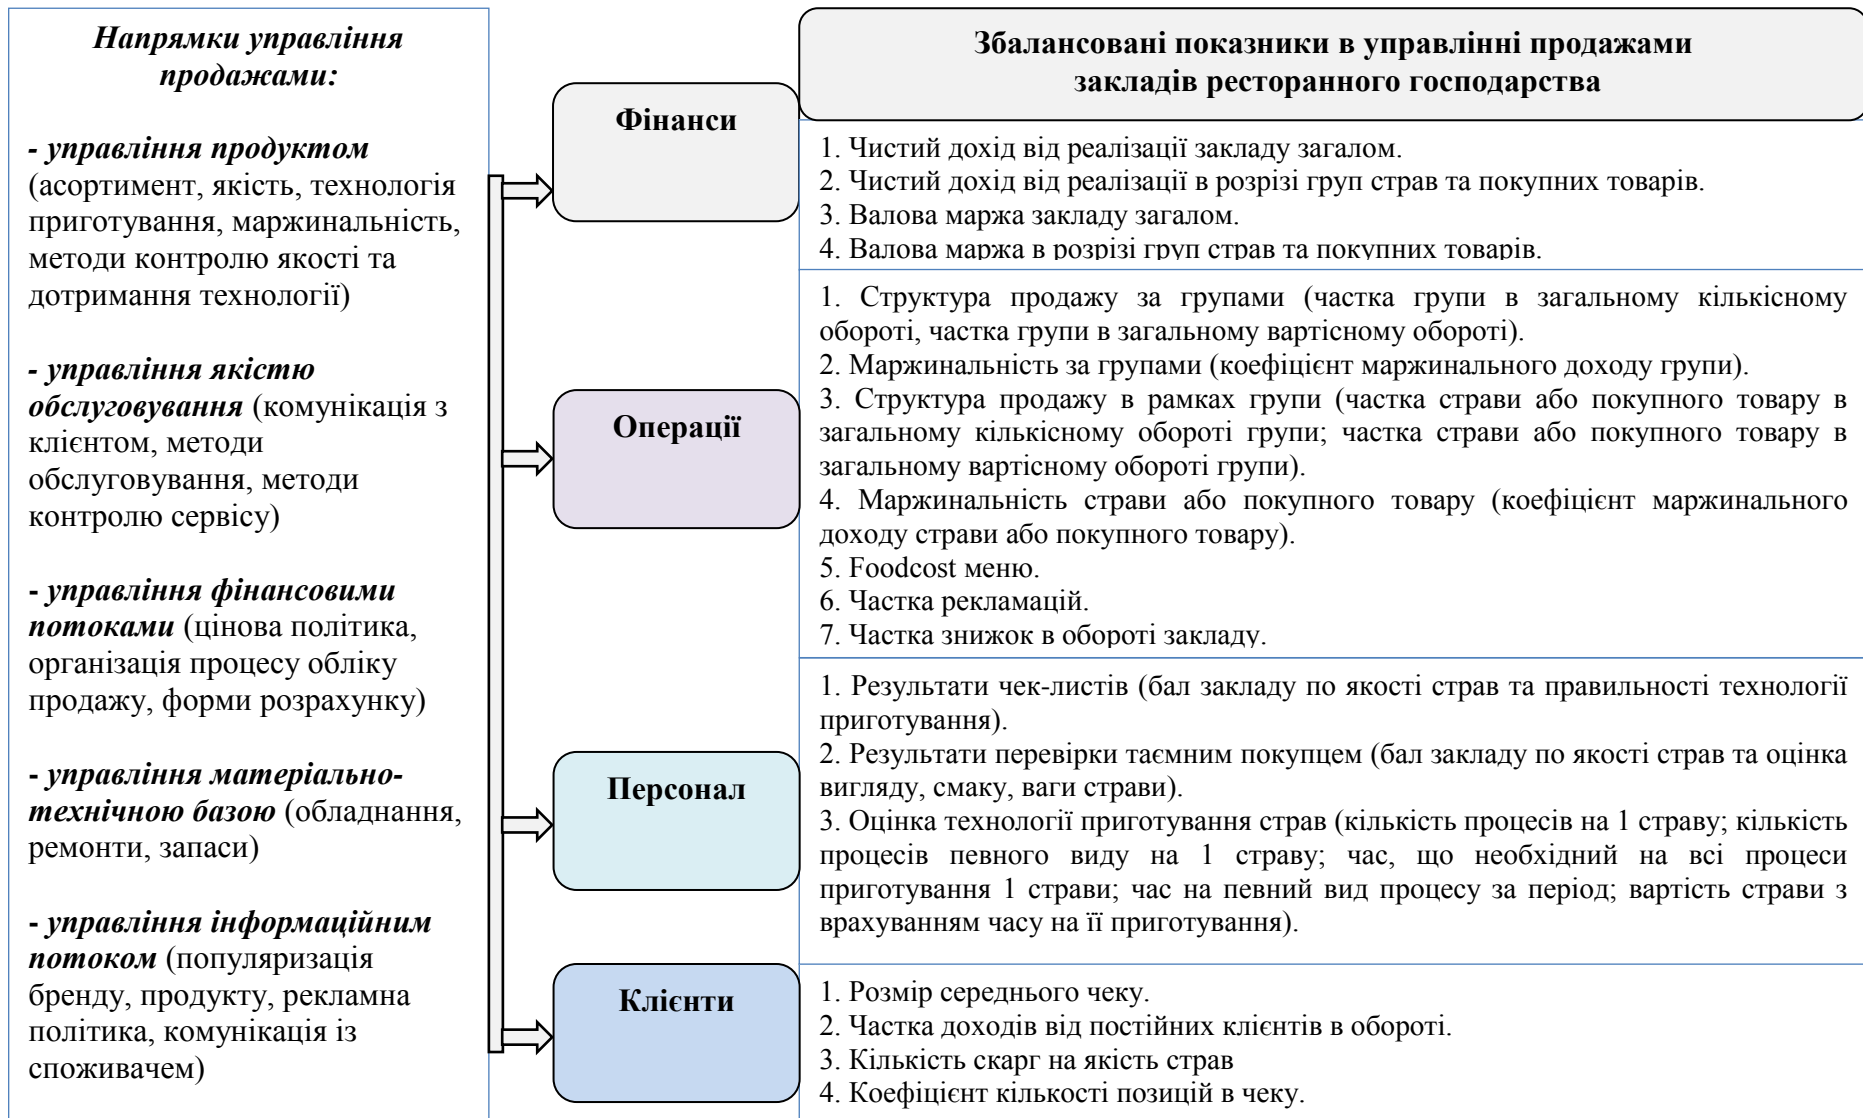 Напрямки управління
продажами:
- управління продуктом
(асортимент, якість, технологія
приготування, маржинальність,
методи контролю якості та
дотримання технології)
- управління якістю
обслуговування (комунікація з
клієнтом, методи
обслуговування, методи
контролю сервісу)
- управління фінансовими
потоками (цінова політика,
організація процесу обліку
продажу, форми розрахунку)
- управління матеріально-
технічною базою (обладнання,
ремонти, запаси)
- управління інформаційним
потоком (популяризація
бренду, продукту, рекламна
політика, комунікація із
споживачем)
Збалансовані показники в управлінні продажами
закладів ресторанного господарства
Фінанси
1. Чистий дохід від реалізації закладу загалом.
2. Чистий дохід від реалізації в розрізі груп страв та покупних товарів.
3. Валова маржа закладу загалом.
4. Валова маржа в розрізі груп страв та покупних товарів.
Операції
1. Структура продажу за групами (частка групи в загальному кількісному
обороті, частка групи в загальному вартісному обороті).
2. Маржинальність за групами (коефіцієнт маржинального доходу групи).
3. Структура продажу в рамках групи (частка страви або покупного товару в
загальному кількісному обороті групи; частка страви або покупного товару в
загальному вартісному обороті групи).
4. Маржинальність страви або покупного товару (коефіцієнт маржинального
доходу страви або покупного товару).
5. Foodcost меню.
6. Частка рекламацій.
7. Частка знижок в обороті закладу.
Персонал
1. Результати чек-листів (бал закладу по якості страв та правильності технології
приготування).
2. Результати перевірки таємним покупцем (бал закладу по якості страв та оцінка
вигляду, смаку, ваги страви).
3. Оцінка технології приготування страв (кількість процесів на 1 страву; кількість
процесів певного виду на 1 страву; час, що необхідний на всі процеси
приготування 1 страви; час на певний вид процесу за період; вартість страви з
врахуванням часу на її приготування).
Клієнти
1. Розмір середнього чеку.
2. Частка доходів від постійних клієнтів в обороті.
3. Кількість скарг на якість страв
4. Коефіцієнт кількості позицій в чеку.